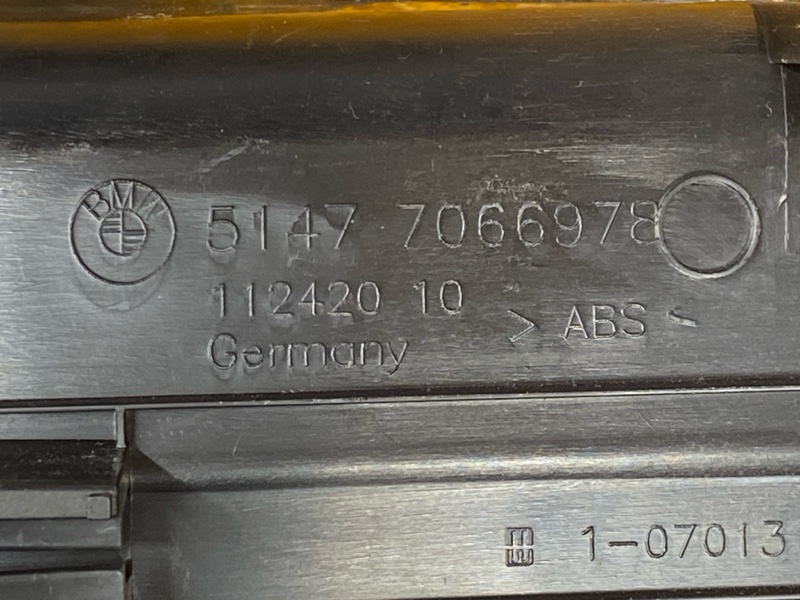 BMW
5147 7066978
112420 10
> ABS <
Germany
1-07013